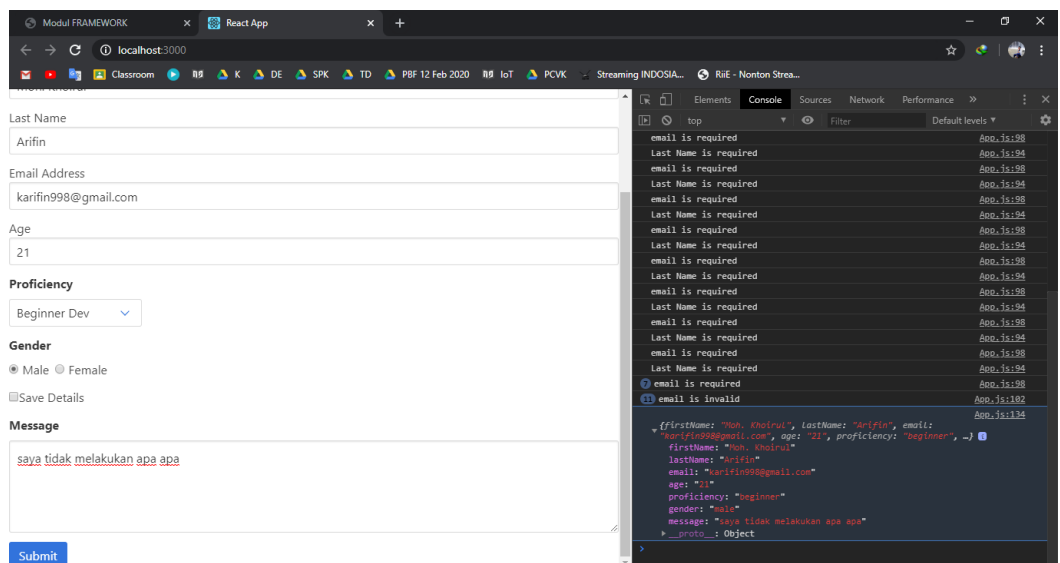 Modul FRAMEWORK
React App
localhost:3000
Classroom
K
DE
SPK
TD
PBF 12 Feb 2020
IoT
PCVK
Streaming INDOSIA...
RiiE - Nonton Strea...
Moh. Khoirul
Last Name
Arifin
Email Address
karifin998@gmail.com
Age
21
Proficiency
Beginner Dev
Gender
Male Female
Save Details
Message
saya tidak melakukan apa apa
Submit
Elements Console Sources Network Performance »
top Filter Default levels ▼
email is required App.js:98
Last Name is required App.js:94
email is required App.js:98
Last Name is required App.js:94
email is required App.js:98
Last Name is required App.js:94
email is required App.js:98
Last Name is required App.js:94
email is required App.js:98
Last Name is required App.js:94
email is required App.js:98
Last Name is required App.js:94
email is required App.js:98
Last Name is required App.js:94
email is required App.js:98
Last Name is required App.js:94
7 email is required App.js:98
11 email is invalid App.js:102
App.js:134
{firstName: "Moh. Khoirul", lastName: "Arifin", email:
"karifin998@gmail.com", age: "21", proficiency: "beginner", …}
firstName: "Moh. Khoirul"
lastName: "Arifin"
email: "karifin998@gmail.com"
age: "21"
proficiency: "beginner"
gender: "male"
message: "saya tidak melakukan apa apa"
__proto__: Object